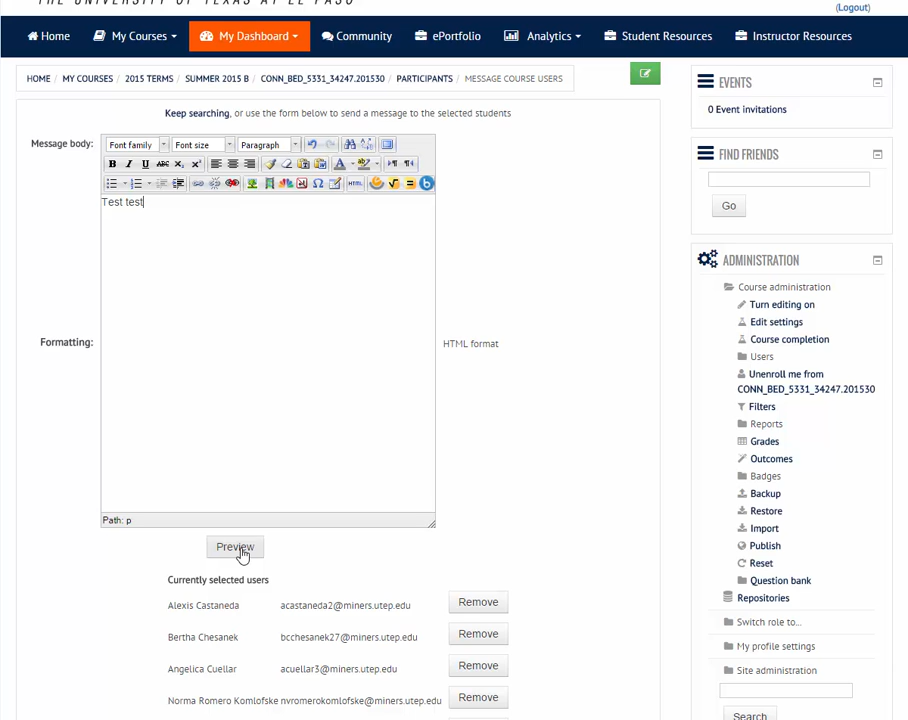 THE UNIVERSITY OF TEXAS AT EL PASO
(Logout)
Home My Courses My Dashboard Community ePortfolio Analytics Student Resources Instructor Resources
HOME / MY COURSES / 2015 TERMS / SUMMER 2015 B / CONN_BED_5331_34247.201530 / PARTICIPANTS / MESSAGE COURSE USERS
Keep searching, or use the form below to send a message to the selected students
Message body:
Font family Font size Paragraph
B I U ABC
HTML
Test test
Formatting:
HTML format
Path: p
Preview
Currently selected users
Alexis Castaneda acastaneda2@miners.utep.edu Remove
Bertha Chesanek bcchesanek27@miners.utep.edu Remove
Angelica Cuellar acuellar3@miners.utep.edu Remove
Norma Romero Komlofske nvromerokomlofske@miners.utep.edu Remove
EVENTS
0 Event invitations
FIND FRIENDS
Go
ADMINISTRATION
Course administration
Turn editing on
Edit settings
Course completion
Users
Unenroll me from
CONN_BED_5331_34247.201530
Filters
Reports
Grades
Outcomes
Badges
Backup
Restore
Import
Publish
Reset
Question bank
Repositories
Switch role to...
My profile settings
Site administration
Search